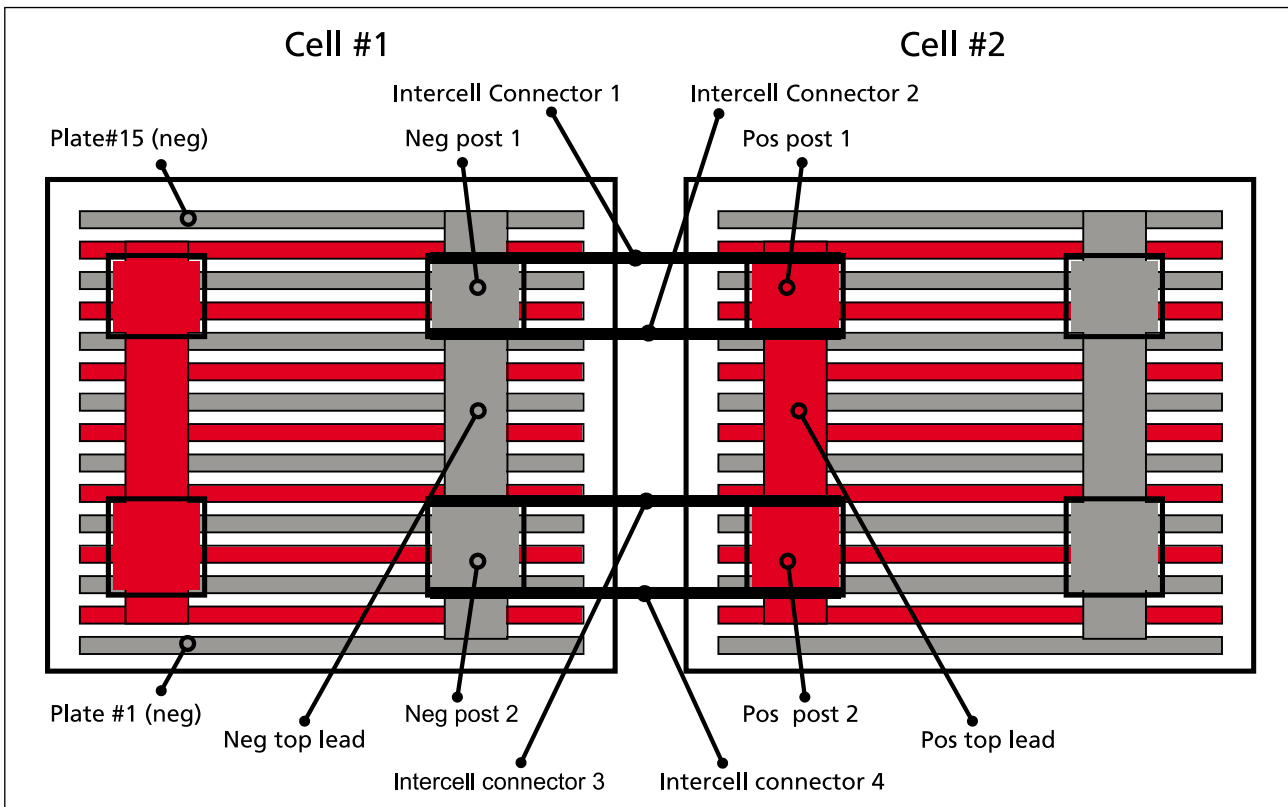 Cell #1
Cell #2
Intercell Connector 1
Intercell Connector 2
Plate#15 (neg)
Neg post 1
Pos post 1
Plate #1 (neg)
Neg post 2
Pos post 2
Neg top lead
Pos top lead
Intercell connector 3
Intercell connector 4